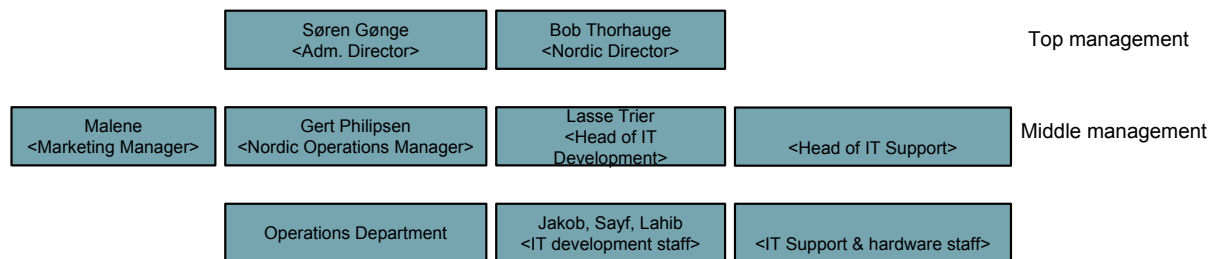 Søren Gønge
<Adm. Director>
Bob Thorhauge
<Nordic Director>
Top management
Malene
<Marketing Manager>
Gert Philipsen
<Nordic Operations Manager>
Lasse Trier
<Head of IT
Development>
<Head of IT Support>
Middle management
Operations Department
Jakob, Sayf, Lahib
<IT development staff>
<IT Support & hardware staff>